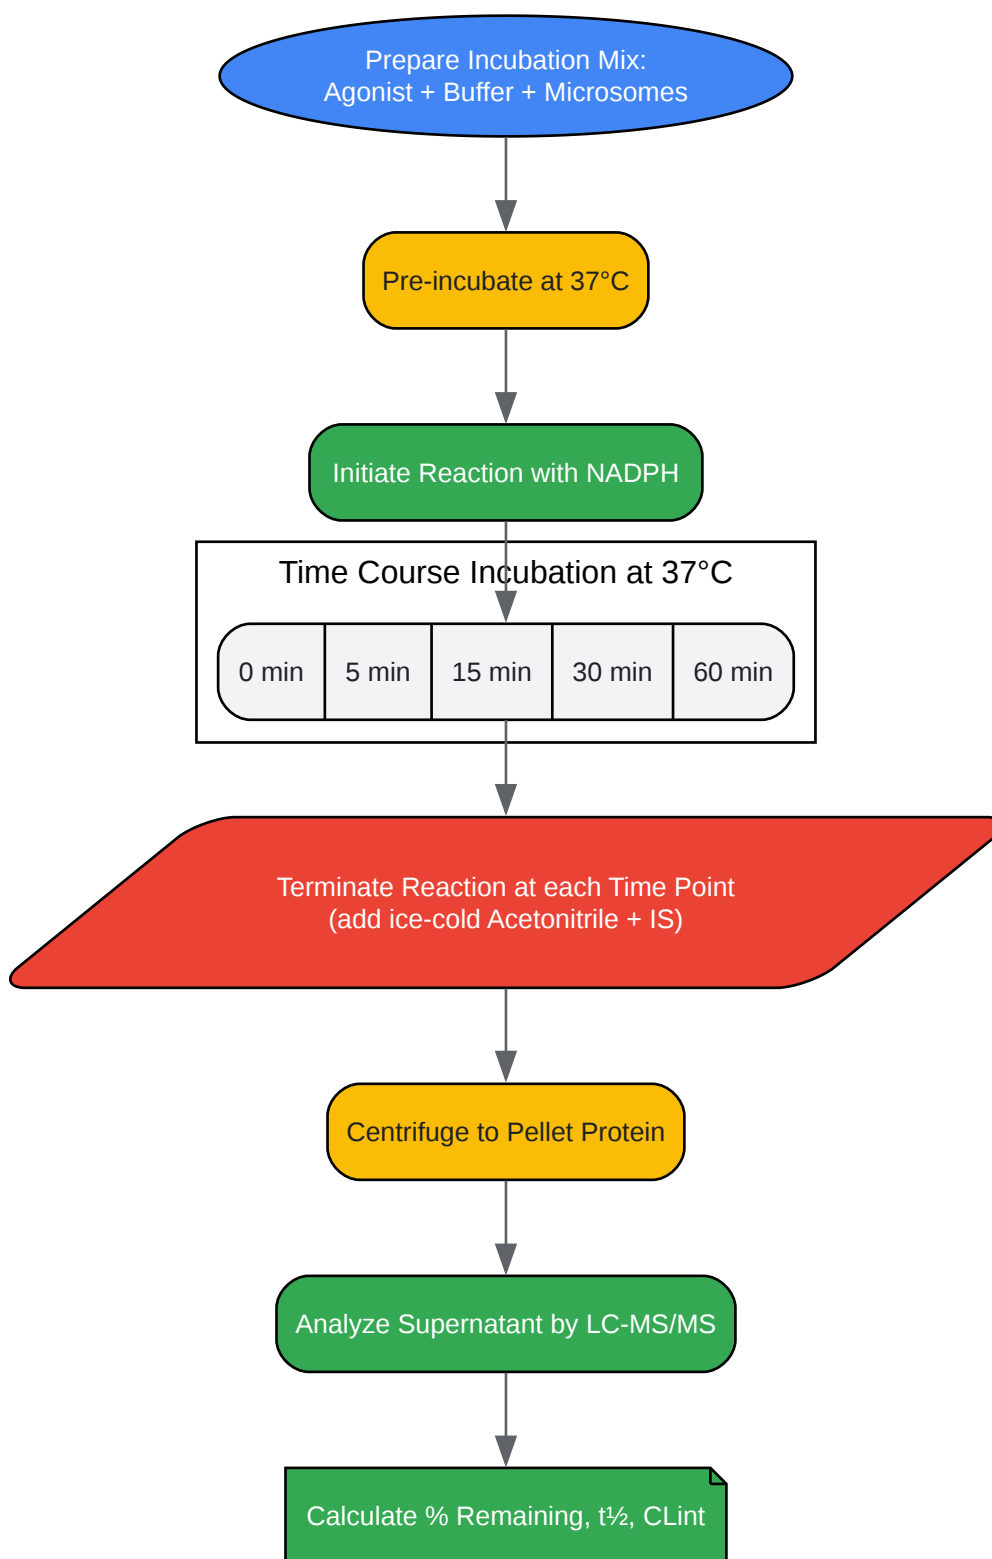 Prepare Incubation Mix:
Agonist + Buffer + Microsomes
Pre-incubate at 37°C
Initiate Reaction with NADPH
Time Course Incubation at 37°C
0 min 5 min 15 min 30 min 60 min
Terminate Reaction at each Time Point
(add ice-cold Acetonitrile + IS)
Centrifuge to Pellet Protein
Analyze Supernatant by LC-MS/MS
Calculate % Remaining, t½, CLint